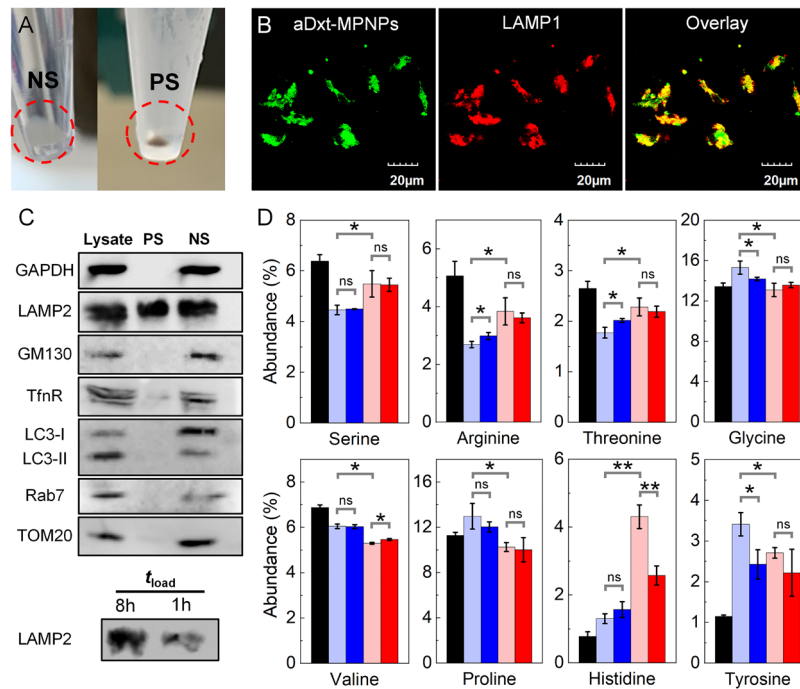 A
NS
PS
B
aDxt-MPNPs
LAMP1
Overlay
20μm
20μm
20μm
C
Lysate PS NS
GAPDH
LAMP2
GM130
TfnR
LC3-I
LC3-II
Rab7
TOM20
tload
8h 1h
LAMP2
D
Abundance (%)
8
6
4
2
0
*
ns
ns
Serine
6
4
2
0
*
*
ns
Arginine
3
2
1
0
*
*
ns
Threonine
20
16
12
8
4
0
*
*
ns
Glycine
Abundance (%)
8
6
4
2
0
*
ns
*
Valine
16
12
8
4
0
*
ns
ns
Proline
6
4
2
0
**
**
ns
Histidine
5
4
3
2
1
0
*
*
ns
Tyrosine